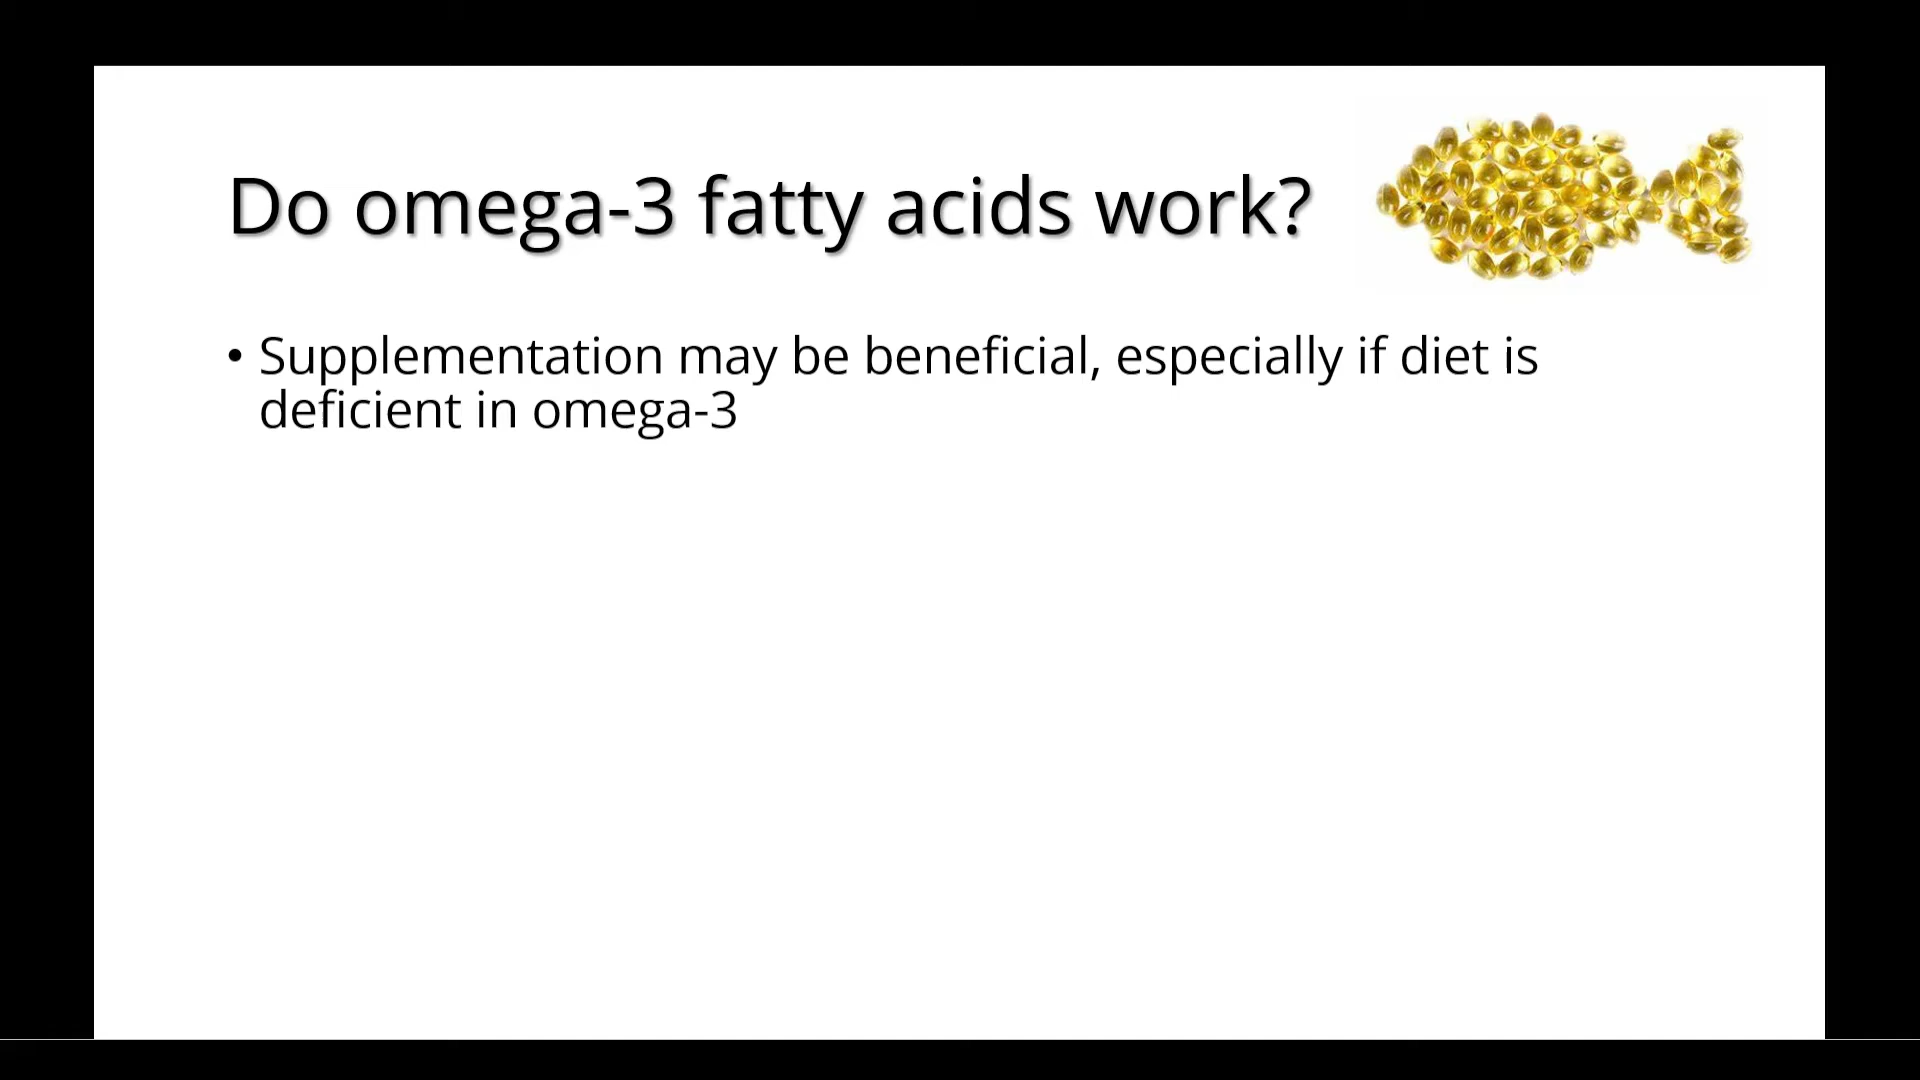 Do omega-3 fatty acids work?
• Supplementation may be beneficial, especially if diet is
deficient in omega-3